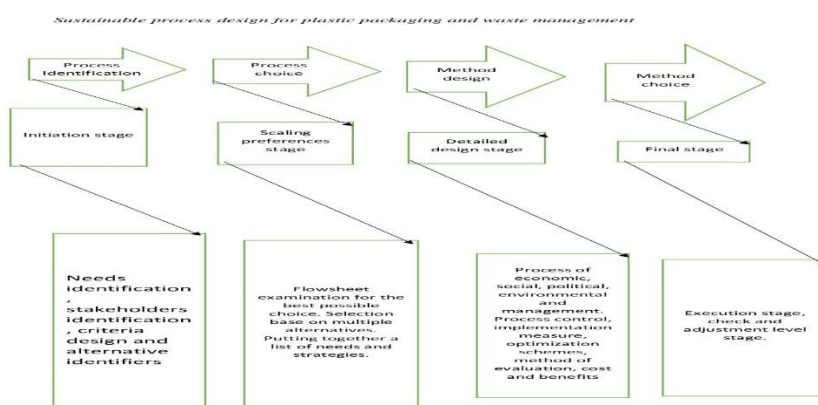 Sustainable process design for plastic packaging and waste management
Process
Identification
Process
choice
Method
design
Method
choice
Initiation stage
Scaling
preferences
stage
Detailed
design stage
Final stage
Needs
identification
,
stakeholders
identification
, criteria
design and
alternative
identifiers
Flowsheet
examination for the
best possible
choice. Selection
base on multiple
alternatives.
Putting together a
list of needs and
strategies.
Process of
economic,
social, political,
environmental
and
management.
Process control,
implementation
measure,
optimization
schemes,
method of
evaluation, cost
and benefits
Execution stage,
check and
adjustment level
stage.